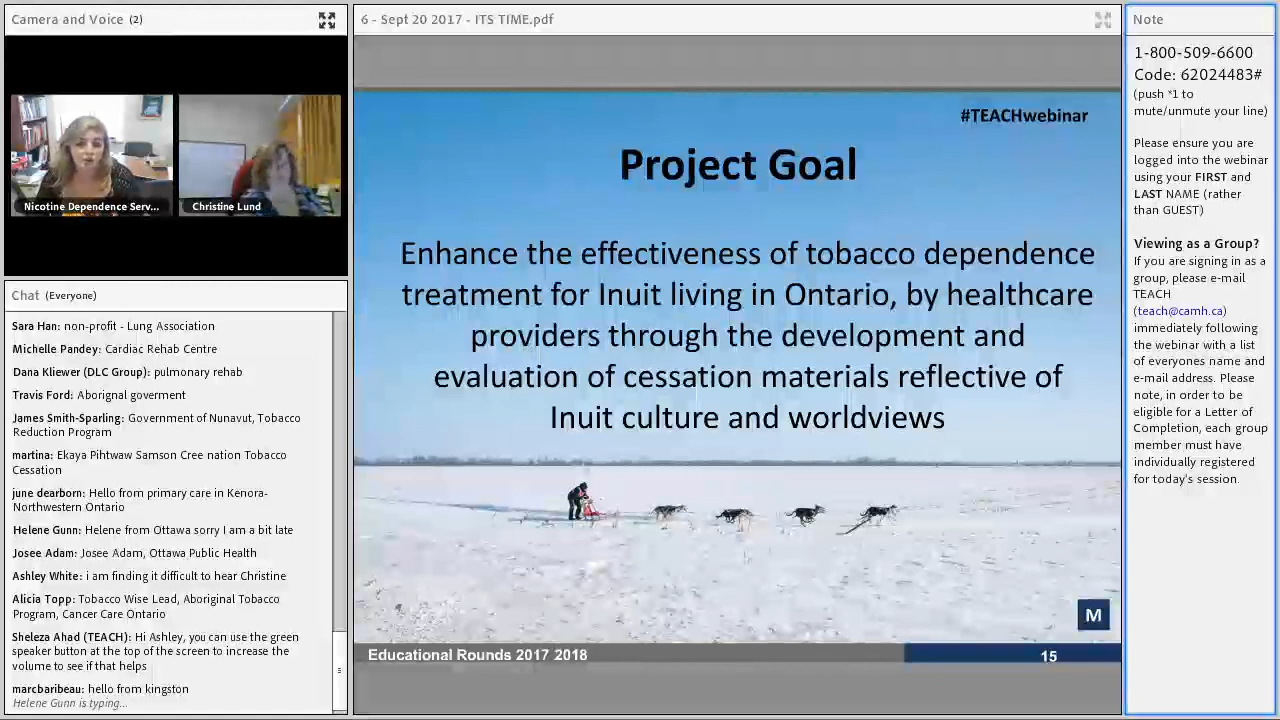 Camera and Voice (2)
Nicotine Dependence Serv...
Christine Lund
Chat (Everyone)
Sara Han: non-profit - Lung Association
Michelle Pandey: Cardiac Rehab Centre
Dana Kliewer (DLC Group): pulmonary rehab
Travis Ford: Aborignal goverment
James Smith-Sparling: Government of Nunavut, Tobacco
Reduction Program
martina: Ekaya Pihtwaw Samson Cree nation Tobacco
Cessation
june dearborn: Hello from primary care in Kenora-
Northwestern Ontario
Helene Gunn: Helene from Ottawa sorry I am a bit late
Josee Adam: Josee Adam, Ottawa Public Health
Ashley White: i am finding it difficult to hear Christine
Alicia Topp: Tobacco Wise Lead, Aboriginal Tobacco
Program, Cancer Care Ontario
Sheleza Ahad (TEACH): Hi Ashley, you can use the green
speaker button at the top of the screen to increase the
volume to see if that helps
marcbaribeau: hello from kingston
Helene Gunn is typing...
6 - Sept 20 2017 - ITS TIME.pdf
#TEACHwebinar
Project Goal
Enhance the effectiveness of tobacco dependence
treatment for Inuit living in Ontario, by healthcare
providers through the development and
evaluation of cessation materials reflective of
Inuit culture and worldviews
M
Educational Rounds 2017 2018
15
Note
1-800-509-6600
Code: 62024483#
(push *1 to
mute/unmute your line)
Please ensure you are
logged into the webinar
using your FIRST and
LAST NAME (rather
than GUEST)
Viewing as a Group?
If you are signing in as a
group, please e-mail
TEACH
(teach@camh.ca)
immediately following
the webinar with a list
of everyones name and
e-mail address. Please
note, in order to be
eligible for a Letter of
Completion, each group
member must have
individually registered
for today's session.